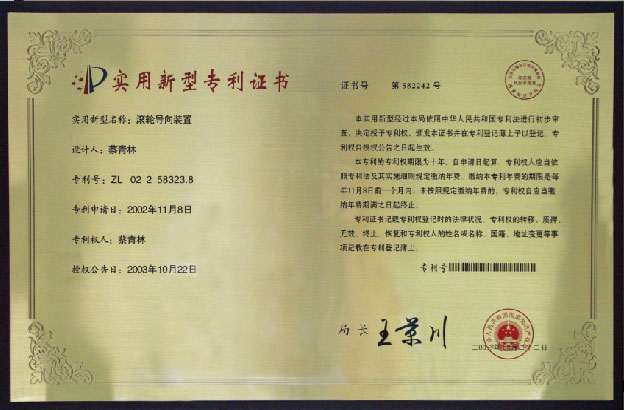 实用新型专利证书
实用新型名称：滚轮导向装置
设计人：蔡青林
专利号：ZL 02 2 58323.8
专利申请日：2002年11月8日
专利权人：蔡青林
授权公告日：2003年10月22日
证书号 第582242号
本实用新型经过本局依照中华人民共和国专利法进行初步审
查，决定授予专利权，颁发本证书并在专利登记簿上予以登记。专
利权自授权公告之日起生效。
本专利的专利权期限为十年，自申请日起算。专利权人应当依
照专利法及其实施细则规定缴纳年费。缴纳本专利年费的期限是每
年11月8日前一个月内。未按照规定缴纳年费的，专利权自应当缴
纳年费期满之日起终止。
专利证书记载专利权登记时的法律状况。专利权的转移、质押、
无效、终止、恢复和专利权人的姓名或名称、国籍、地址变更等事
项记载在专利登记簿上。
专利号
局长 王景川